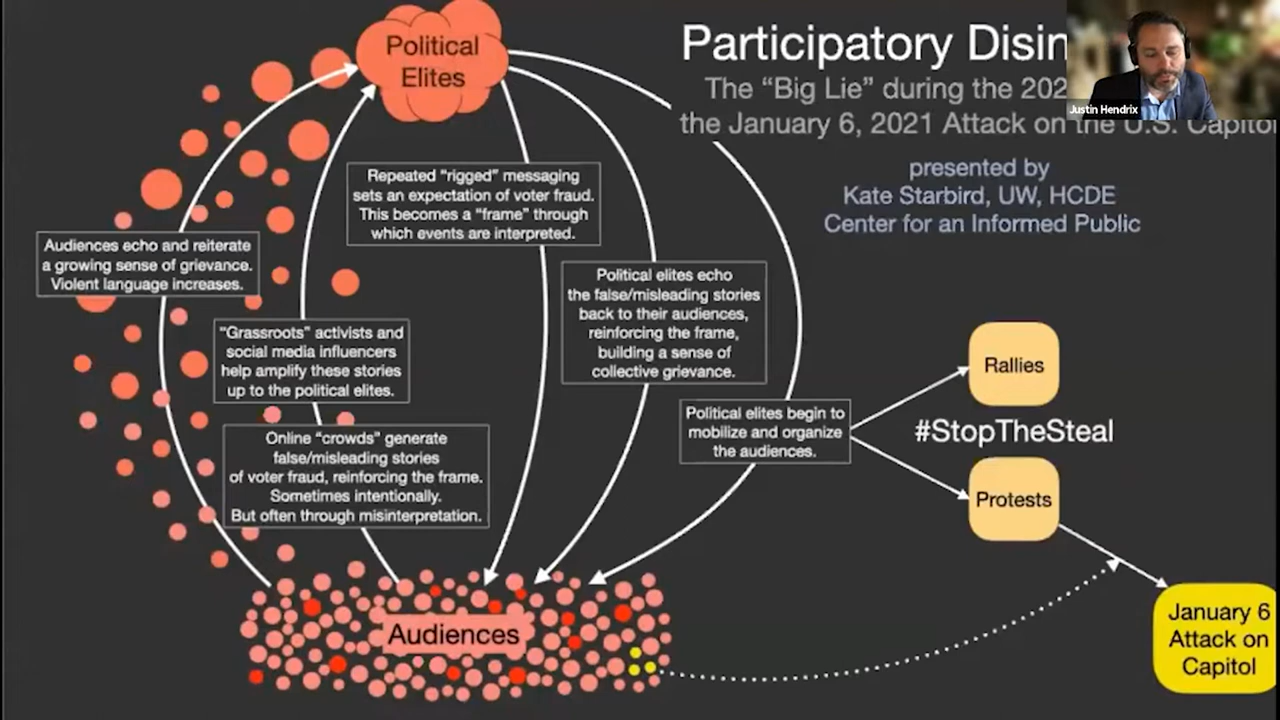 Political
Elites
Participatory Disin
The “Big Lie” during the 202
Justin Hendrix
the January 6, 2021 Attack on the U.S. Capitol
presented by
Kate Starbird, UW, HCDE
Center for an Informed Public
Repeated “rigged” messaging
sets an expectation of voter fraud.
This becomes a “frame” through
which events are interpreted.
Audiences echo and reiterate
a growing sense of grievance.
Violent language increases.
Political elites echo
the false/misleading stories
back to their audiences,
reinforcing the frame,
building a sense of
collective grievance.
“Grassroots” activists and
social media influencers
help amplify these stories
up to the political elites.
Online “crowds” generate
false/misleading stories
of voter fraud, reinforcing the frame.
Sometimes intentionally.
But often through misinterpretation.
Political elites begin to
mobilize and organize
the audiences.
Rallies
#StopTheSteal
Protests
Audiences
January 6
Attack on
Capitol